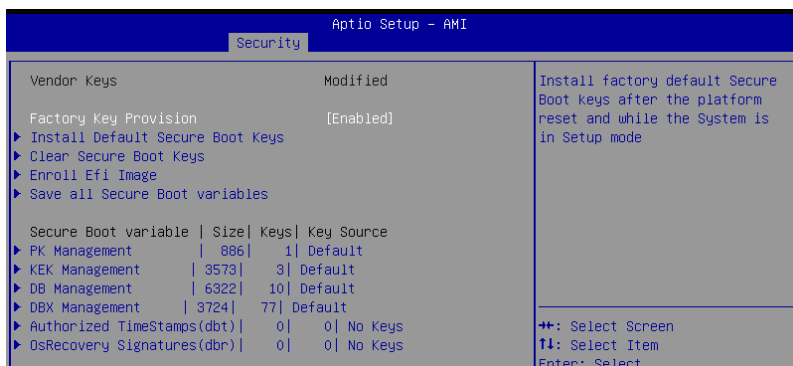 Aptio Setup - AMI
Security
Vendor Keys Modified
Factory Key Provision [Enabled]
Install Default Secure Boot Keys
Clear Secure Boot Keys
Enroll Efi Image
Save all Secure Boot variables
Secure Boot variable | Size| Keys| Key Source
PK Management | 886| 1| Default
KEK Management | 3573| 3| Default
DB Management | 6322| 10| Default
DBX Management | 3724| 77| Default
Authorized TimeStamps(dbt)| 0| 0| No Keys
OsRecovery Signatures(dbr)| 0| 0| No Keys
Install factory default Secure
Boot keys after the platform
reset and while the System is
in Setup mode
→←: Select Screen
↑↓: Select Item
Enter: Select